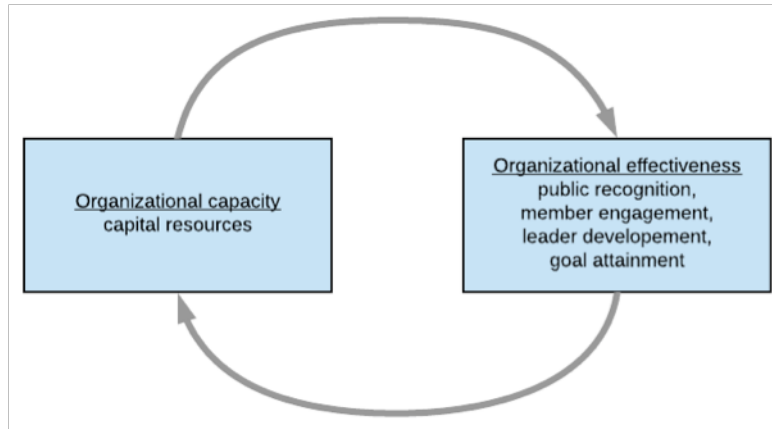 Organizational capacity
capital resources
Organizational effectiveness
public recognition,
member engagement,
leader developement,
goal attainment